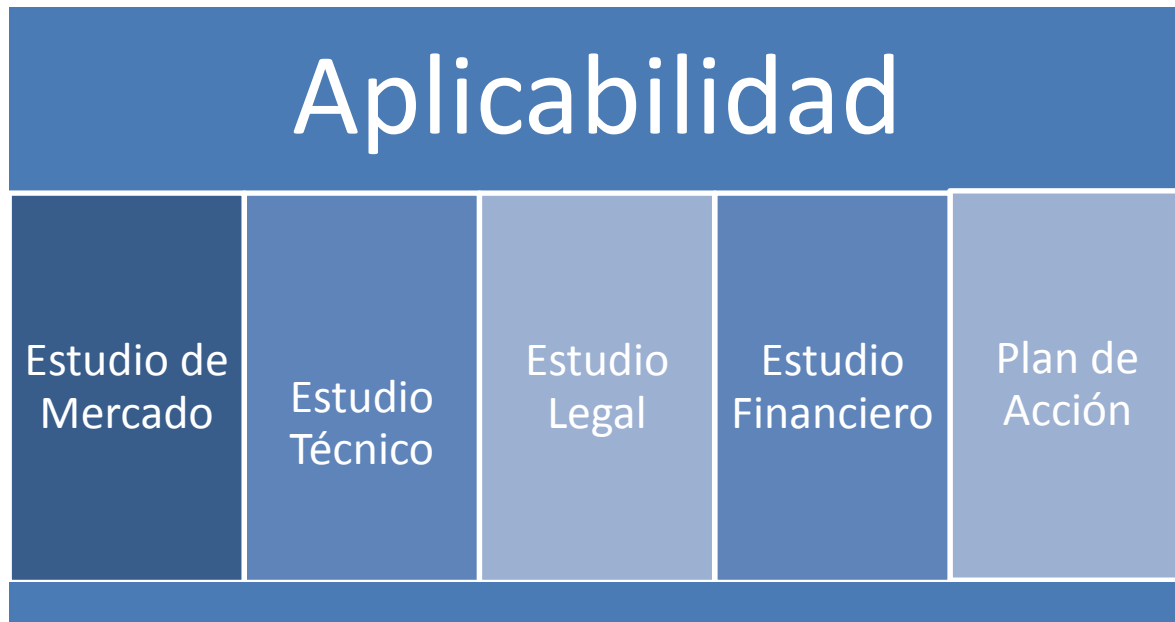 Aplicabilidad
Estudio de
Mercado
Estudio
Técnico
Estudio
Legal
Estudio
Financiero
Plan de
Acción